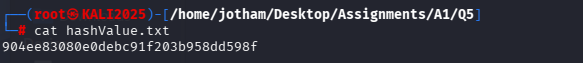 ┌──(root㉿KALI2025)-[/home/jotham/Desktop/Assignments/A1/Q5]
└─# cat hashValue.txt
904ee83080e0debc91f203b958dd598f